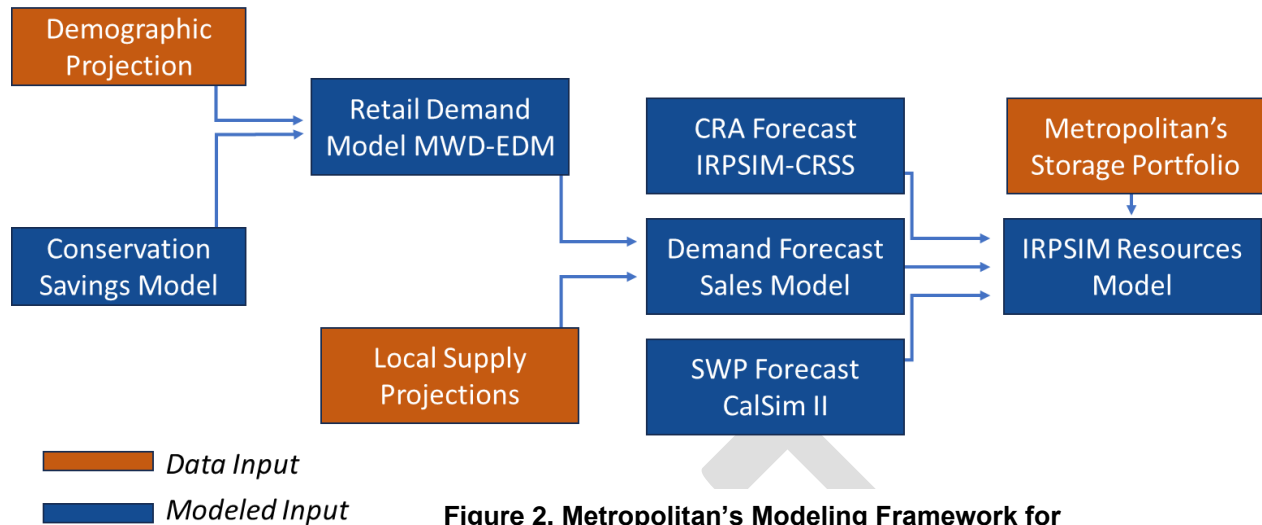 Demographic
Projection
Retail Demand
Model MWD-EDM
Conservation
Savings Model
Local Supply
Projections
CRA Forecast
IRPSIM-CRSS
Demand Forecast
Sales Model
SWP Forecast
CalSim II
Metropolitan's
Storage Portfolio
IRPSIM Resources
Model
Data Input
Modeled Input
Figure 2. Metropolitan's Modeling Framework for